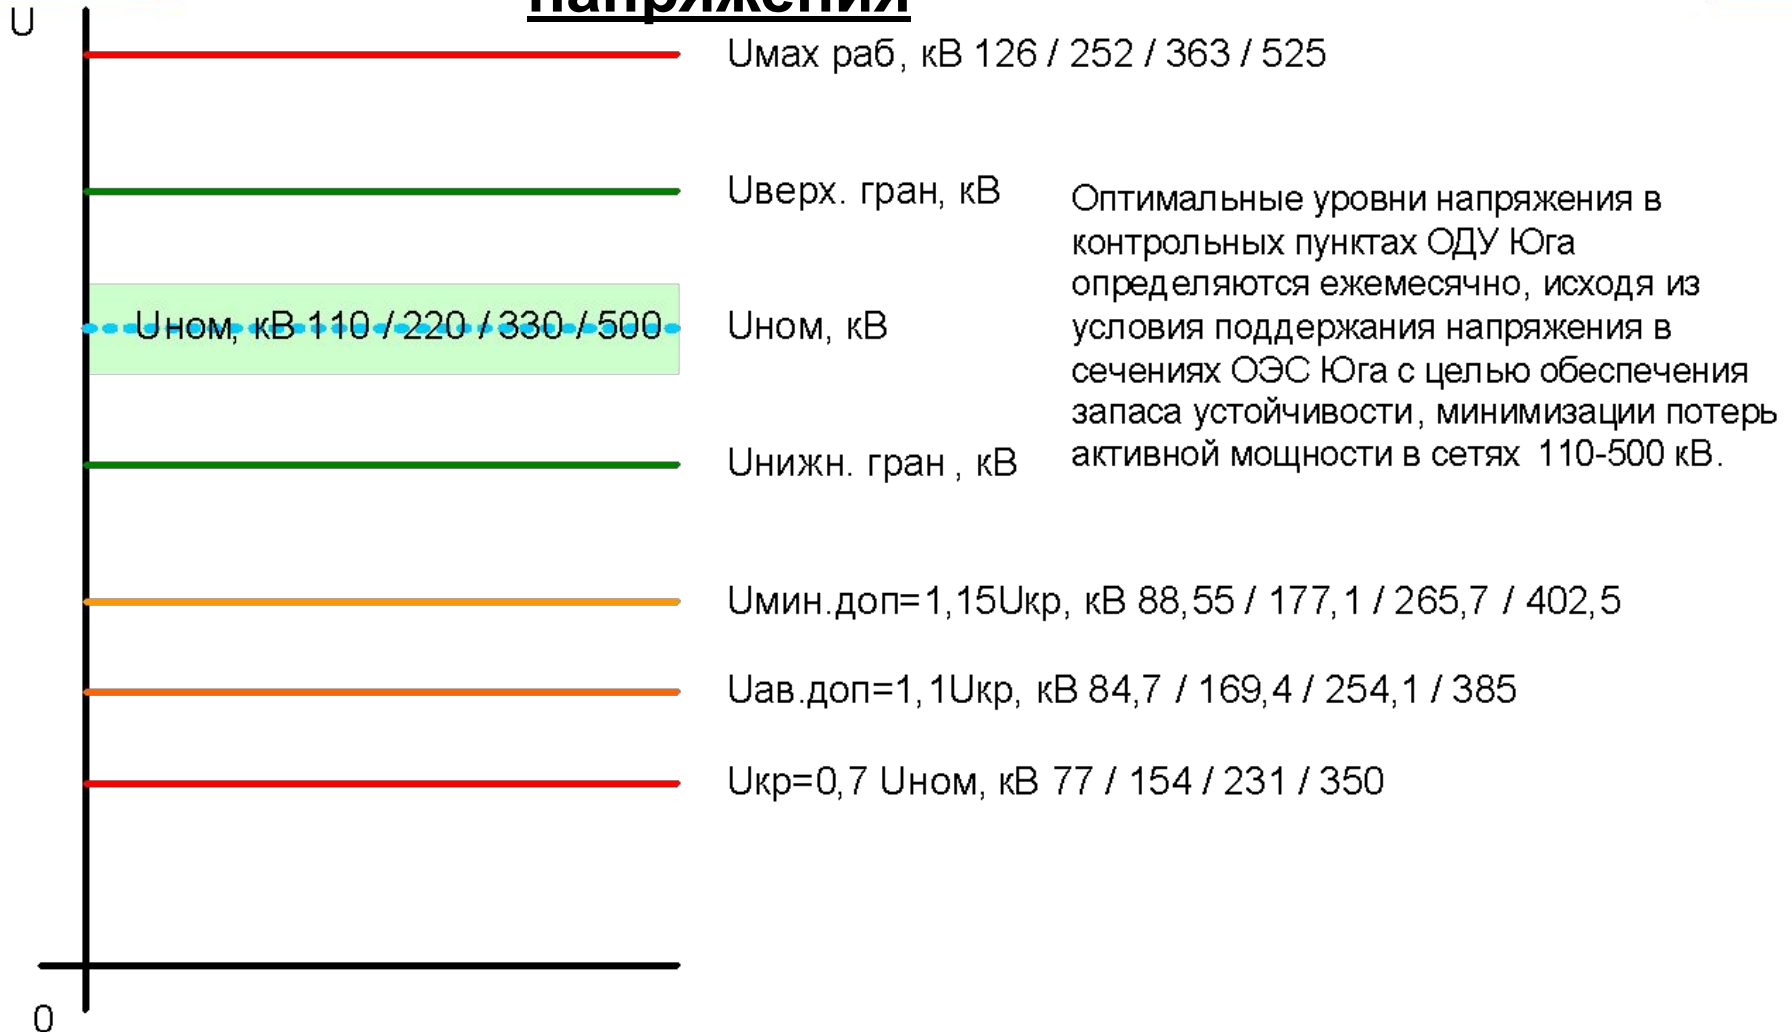 напряжения
U
Uмах раб, кВ 126 / 252 / 363 / 525
Uверх. гран, кВ
Оптимальные уровни напряжения в
контрольных пунктах ОДУ Юга
определяются ежемесячно, исходя из
условия поддержания напряжения в
сечениях ОЭС Юга с целью обеспечения
запаса устойчивости, минимизации потерь
активной мощности в сетях 110-500 кВ.
Uном, кВ 110 / 220 / 330 / 500
Uном, кВ
Uнижн. гран , кВ
Uмин.доп=1,15Uкр, кВ 88,55 / 177,1 / 265,7 / 402,5
Uав.доп=1,1Uкр, кВ 84,7 / 169,4 / 254,1 / 385
Uкр=0,7 Uном, кВ 77 / 154 / 231 / 350
0